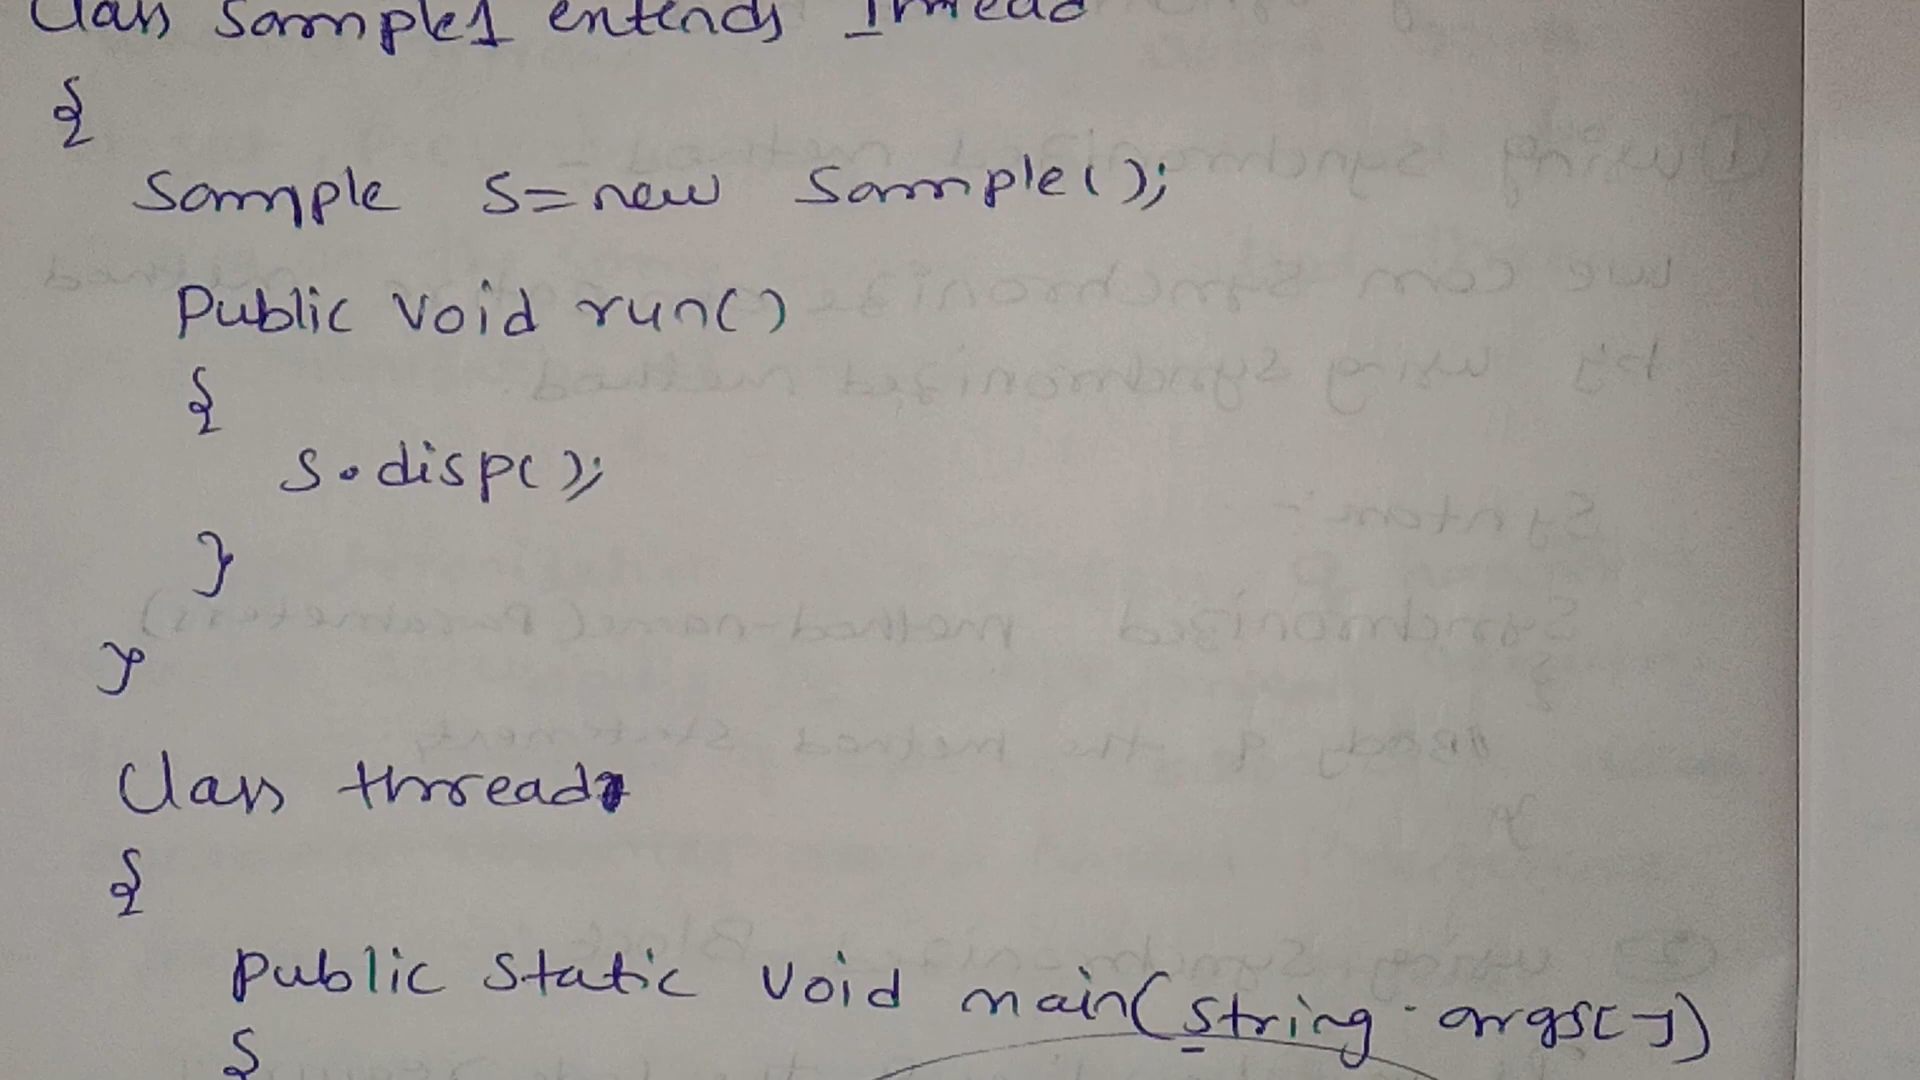 Class Sample1 extends Thread
{
Sample s=new Sample();
Public void run()
{
s.disp();
}
}
Class thread
{
public static void main(String args[])
{